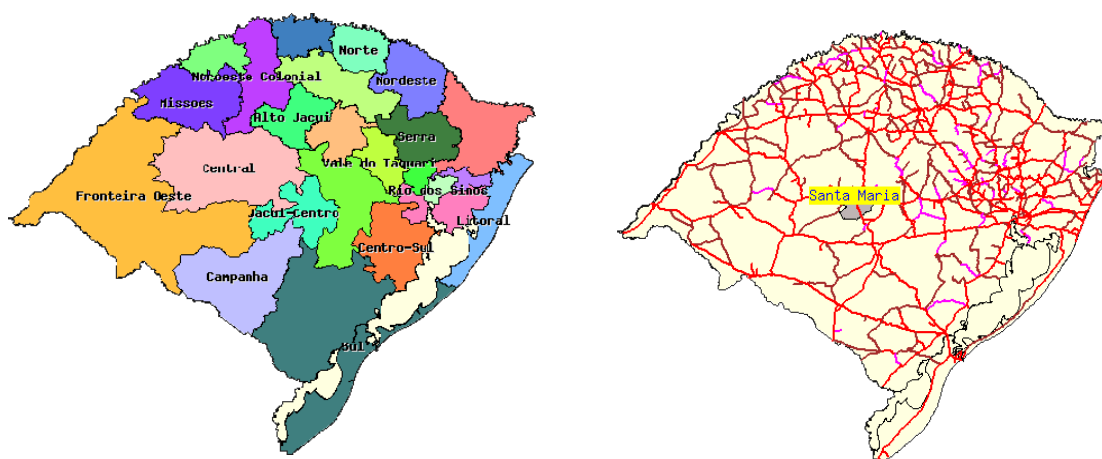 Norte
Noroeste Colonial
Nordeste
Missoes
Alto Jacui
Serra
Vale do Taquari
Central
Fronteira Oeste
Rio dos Sinos
Jacui-Centro
Litoral
Centro-Sul
Campanha
Sul
Santa Maria